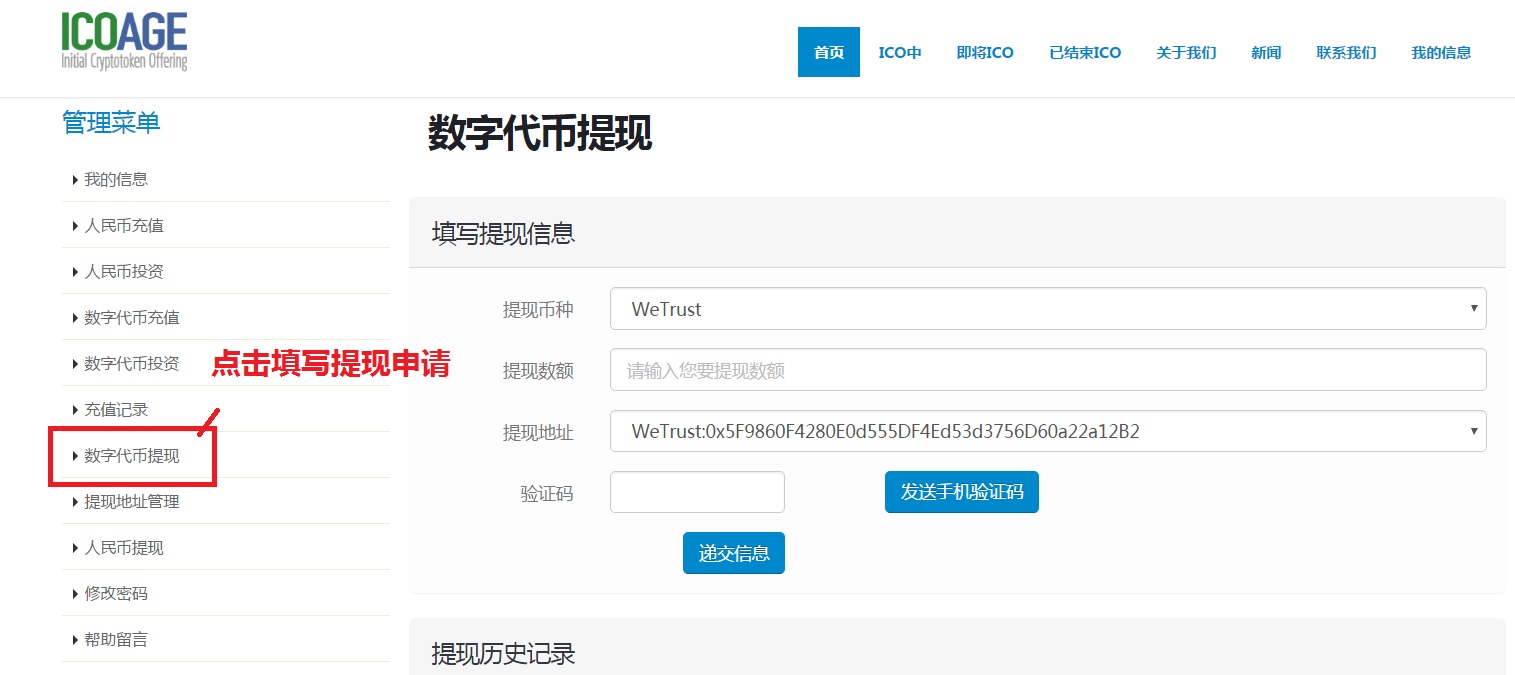 ICOAGE
Initial Cryptotoken Offering
首页 ICO中 即将ICO 已结束ICO 关于我们 新闻 联系我们 我的信息
管理菜单
我的信息
人民币充值
人民币投资
数字代币充值
数字代币投资
充值记录
数字代币提现
提现地址管理
人民币提现
修改密码
帮助留言
点击填写提现申请
数字代币提现
填写提现信息
提现币种 WeTrust
提现数额 请输入您要提现数额
提现地址 WeTrust:0x5F9860F4280E0d555DF4Ed53d3756D60a22a12B2
验证码 发送手机验证码
递交信息
提现历史记录